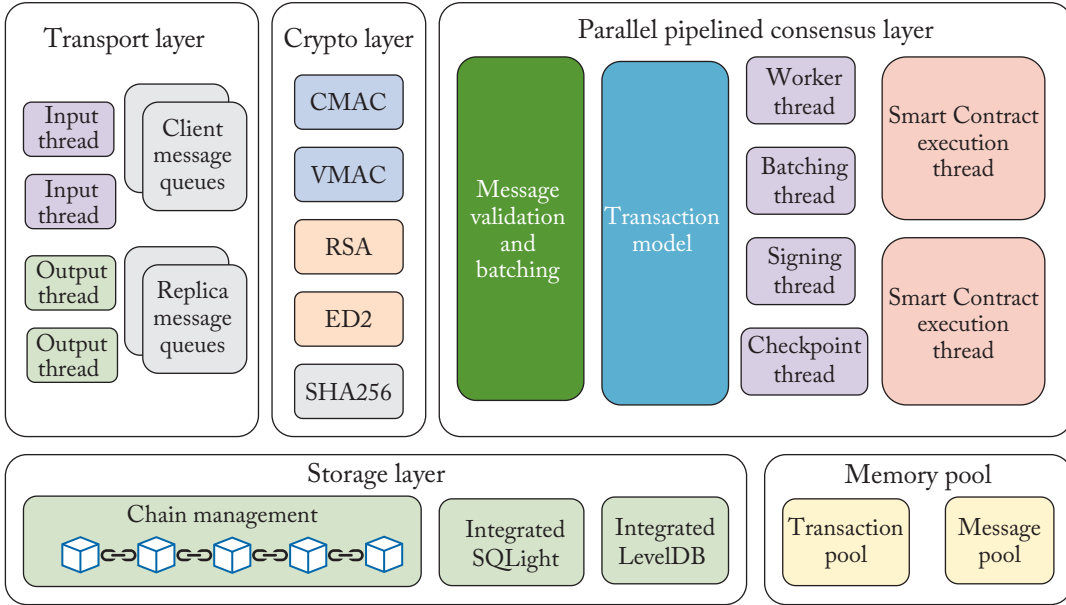 Transport layer
Input
thread
Input
thread
Output
thread
Output
thread
Client
message
queues
Replica
message
queues
Crypto layer
CMAC
VMAC
RSA
ED2
SHA256
Parallel pipelined consensus layer
Message
validation
and
batching
Transaction
model
Worker
thread
Batching
thread
Signing
thread
Checkpoint
thread
Smart Contract
execution
thread
Smart Contract
execution
thread
Storage layer
Chain management
Integrated
SQLight
Integrated
LevelDB
Memory pool
Transaction
pool
Message
pool